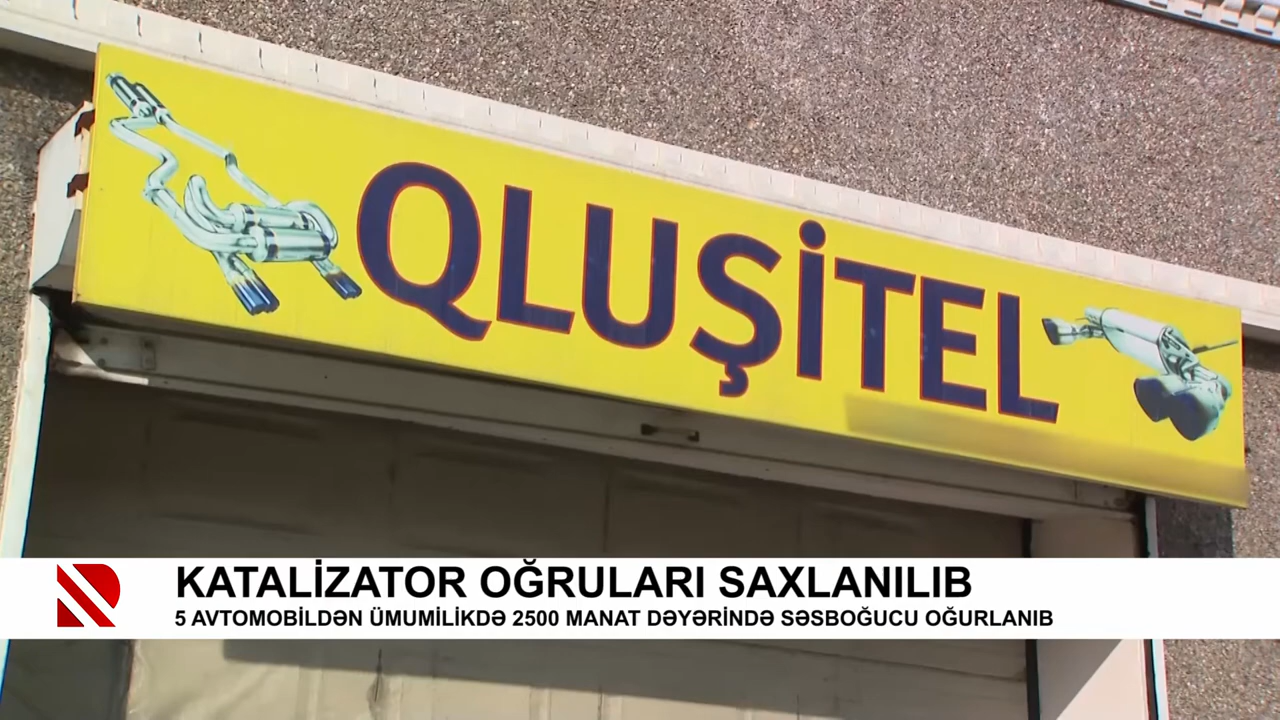 QLUŞİTEL
KATALİZATOR OĞRULARI SAXLANILIB
5 AVTOMOBİLDƏN ÜMUMİLİKDƏ 2500 MANAT DƏYƏRİNDƏ SƏSBOĞUCU OĞURLANIB